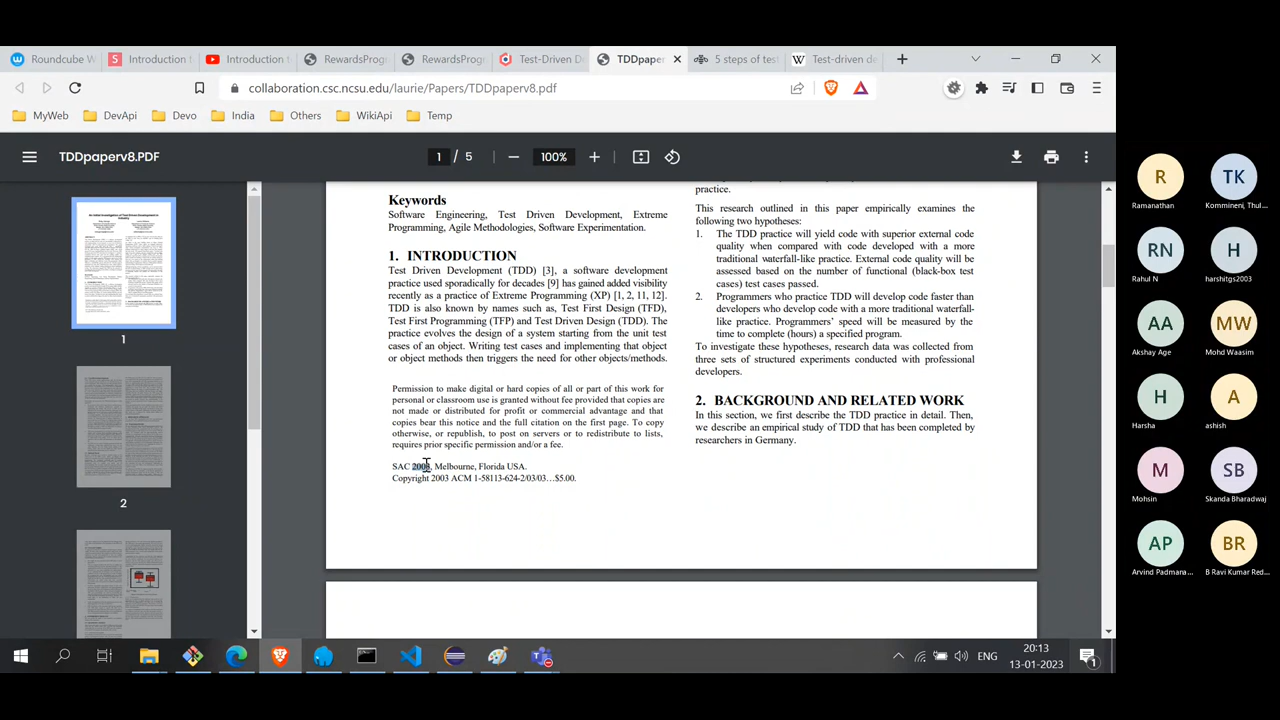 Roundcube W
Introduction t
Introduction t
RewardsProg
RewardsProg
Test-Driven D
TDDpaper
5 steps of tes
Test-driven de
collaboration.csc.ncsu.edu/laurie/Papers/TDDpaperv8.pdf
MyWeb
DevApi
Devo
India
Others
WikiApi
Temp
TDDpaperv8.PDF
1 / 5
100%
1
2
Keywords
Software Engineering, Test Driven Development, Extreme
Programming, Agile Methodologies, Software Experimentation.
1. INTRODUCTION
Test Driven Development (TDD) [3], a software development
practice used sporadically for decades [9] has gained added visibility
recently as a practice of Extreme Programming (XP) [1, 2, 11, 12].
TDD is also known by names such as, Test First Design (TFD),
Test First Programming (TFP) and Test Driven Design (TDD). The
practice evolves the design of a system starting from the unit test
cases of an object. Writing test cases and implementing that object
or object methods then triggers the need for other objects/methods.
Permission to make digital or hard copies of all or part of this work for
personal or classroom use is granted without fee provided that copies are
not made or distributed for profit or commercial advantage and that
copies bear this notice and the full citation on the first page. To copy
otherwise, or republish, to post on servers or to redistribute to lists,
requires prior specific permission and/or a fee.
SAC 2003, Melbourne, Florida USA.
Copyright 2003 ACM 1-58113-624-2/03/03…$5.00.
practice.
This research outlined in this paper empirically examines the
following two hypotheses:
1. The TDD practice will yield code with superior external code
quality when compared with code developed with a more
traditional waterfall-like practice. External code quality will be
assessed based on the number of functional (black-box test
cases) test cases passed.
2. Programmers who practice TDD will develop code faster than
developers who develop code with a more traditional waterfall-
like practice. Programmers' speed will be measured by the
time to complete (hours) a specified program.
To investigate these hypotheses, research data was collected from
three sets of structured experiments conducted with professional
developers.
2. BACKGROUND AND RELATED WORK
In this section, we first describe the TDD practice in detail. Then,
we describe an empirical study of TDD that has been completed by
researchers in Germany.
ENG
20:13
13-01-2023
1
R
Ramanathan
TK
Kommineni, Thul...
RN
Rahul N
H
harshitgs2003
AA
Akshay Age
MW
Mohd Waasim
H
Harsha
A
ashish
M
Mohsin
SB
Skanda Bharadwaj
AP
Arvind Padmana...
BR
B Ravi Kumar Red...